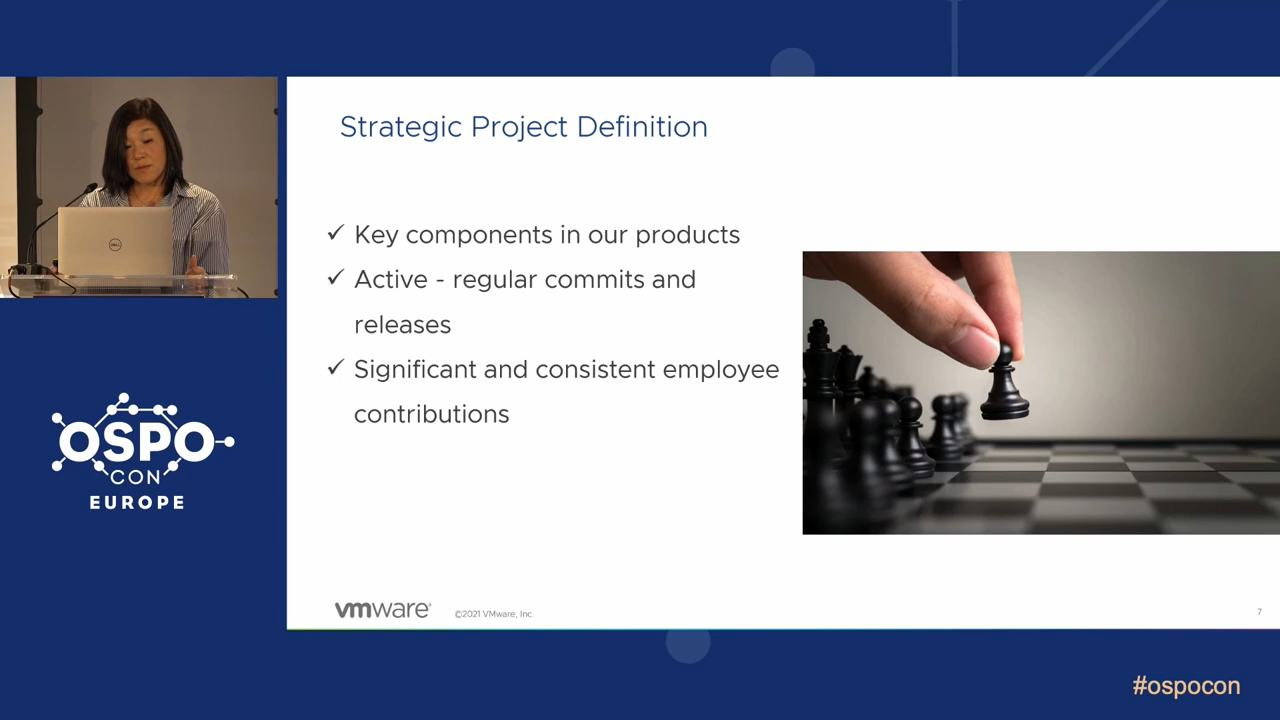 Strategic Project Definition
✓ Key components in our products
✓ Active - regular commits and
releases
✓ Significant and consistent employee
contributions
DELL
OSPO
CON
EUROPE
vmware®
©2021 VMware, Inc.
7
#ospocon